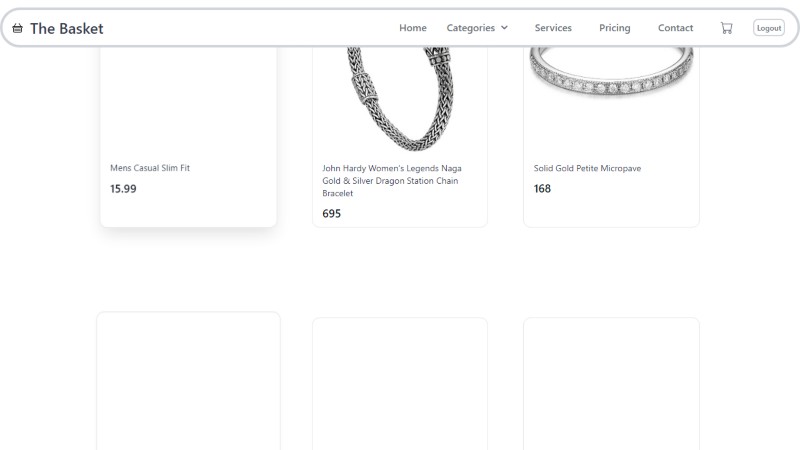 The Basket
Home
Categories
Services
Pricing
Contact
Logout
Mens Casual Slim Fit
15.99
John Hardy Women's Legends Naga
Gold & Silver Dragon Station Chain
Bracelet
695
Solid Gold Petite Micropave
168